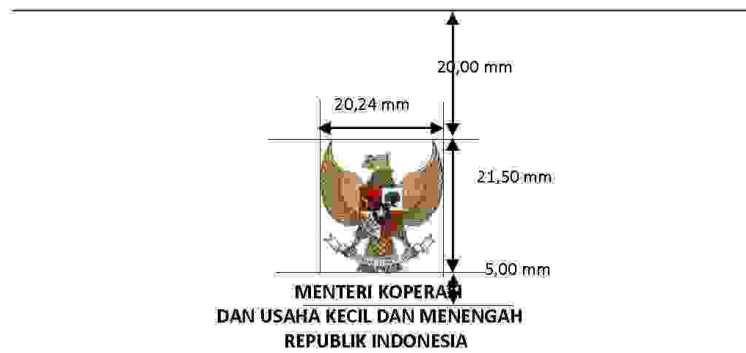 20,00 mm
20,24 mm
21,50 mm
5,00 mm
MENTERI KOPERASI
DAN USAHA KECIL DAN MENENGAH
REPUBLIK INDONESIA